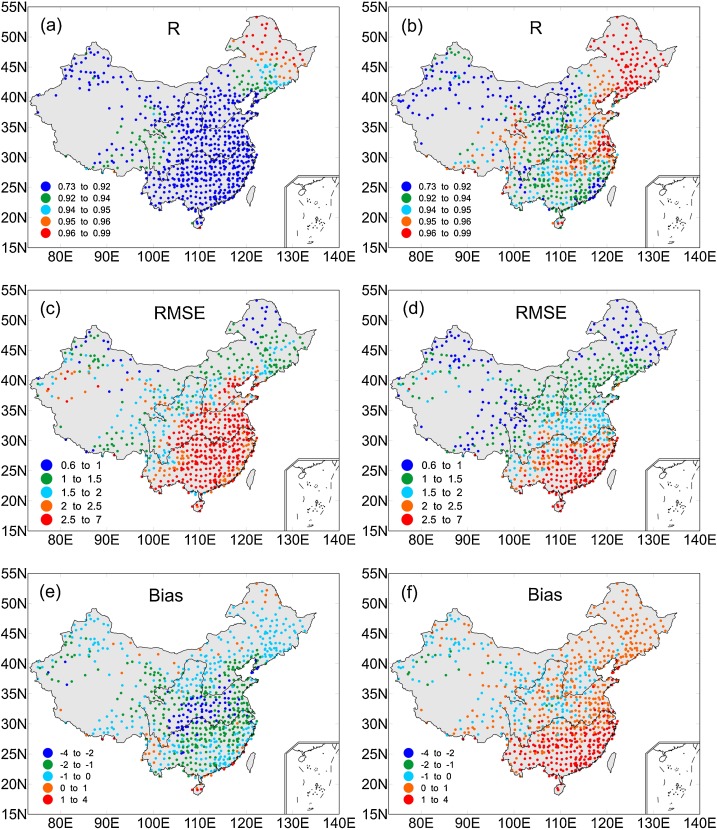 (a) R
55N
50N
45N
40N
35N
30N
25N
20N
15N
0.73 to 0.92
0.92 to 0.94
0.94 to 0.95
0.95 to 0.96
0.96 to 0.99
80E 90E 100E 110E 120E 130E 140E
(b) R
55N
50N
45N
40N
35N
30N
25N
20N
15N
0.73 to 0.92
0.92 to 0.94
0.94 to 0.95
0.95 to 0.96
0.96 to 0.99
80E 90E 100E 110E 120E 130E 140E
(c) RMSE
55N
50N
45N
40N
35N
30N
25N
20N
15N
0.6 to 1
1 to 1.5
1.5 to 2
2 to 2.5
2.5 to 7
80E 90E 100E 110E 120E 130E 140E
(d) RMSE
55N
50N
45N
40N
35N
30N
25N
20N
15N
0.6 to 1
1 to 1.5
1.5 to 2
2 to 2.5
2.5 to 7
80E 90E 100E 110E 120E 130E 140E
(e) Bias
55N
50N
45N
40N
35N
30N
25N
20N
15N
-4 to -2
-2 to -1
-1 to 0
0 to 1
1 to 4
80E 90E 100E 110E 120E 130E 140E
(f) Bias
55N
50N
45N
40N
35N
30N
25N
20N
15N
-4 to -2
-2 to -1
-1 to 0
0 to 1
1 to 4
80E 90E 100E 110E 120E 130E 140E